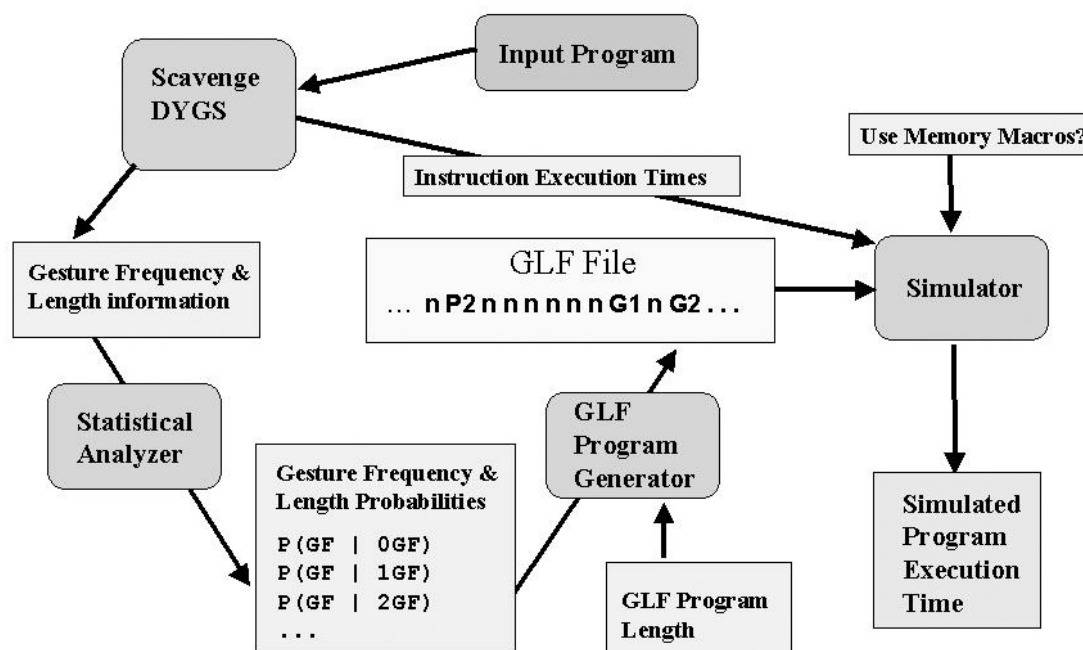 Scavenge
DYGS
Input Program
Use Memory Macros?
Instruction Execution Times
Gesture Frequency &
Length information
GLF File
... n P2 n n n n n n G1 n G2 . . .
Simulator
Statistical
Analyzer
GLF
Program
Generator
Gesture Frequency &
Length Probabilities
P(GF | 0GF)
P(GF | 1GF)
P(GF | 2GF)
...
GLF Program
Length
Simulated
Program
Execution
Time